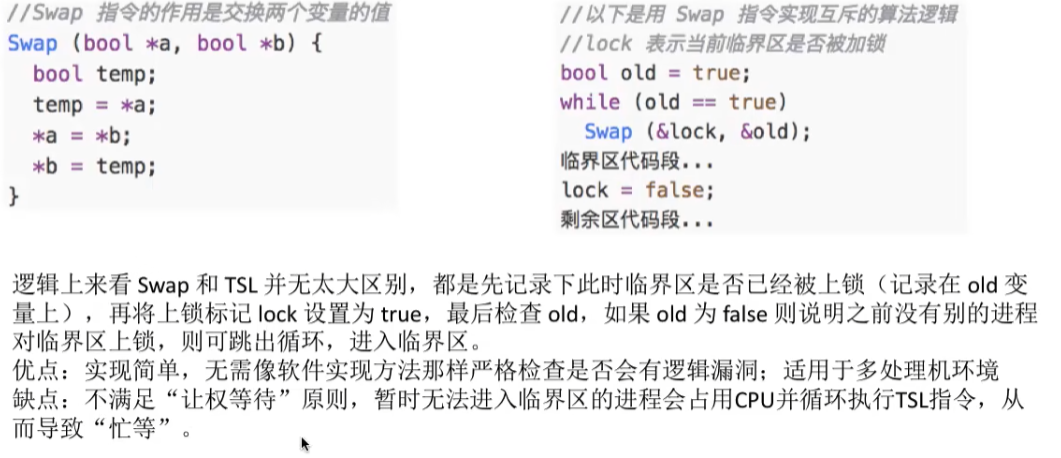 //Swap 指令的作用是交换两个变量的值
Swap (bool *a, bool *b) {
  bool temp;
  temp = *a;
  *a = *b;
  *b = temp;
}
//以下是用 Swap 指令实现互斥的算法逻辑
//lock 表示当前临界区是否被加锁
bool old = true;
while (old == true)
  Swap (&lock, &old);
临界区代码段...
lock = false;
剩余区代码段...
逻辑上来看 Swap 和 TSL 并无太大区别，都是先记录下此时临界区是否已经被上锁（记录在 old 变
量上），再将上锁标记 lock 设置为 true，最后检查 old，如果 old 为 false 则说明之前没有别的进程
对临界区上锁，则可跳出循环，进入临界区。
优点：实现简单，无需像软件实现方法那样严格检查是否会有逻辑漏洞；适用于多处理机环境
缺点：不满足“让权等待”原则，暂时无法进入临界区的进程会占用CPU并循环执行TSL指令，从
而导致“忙等”。